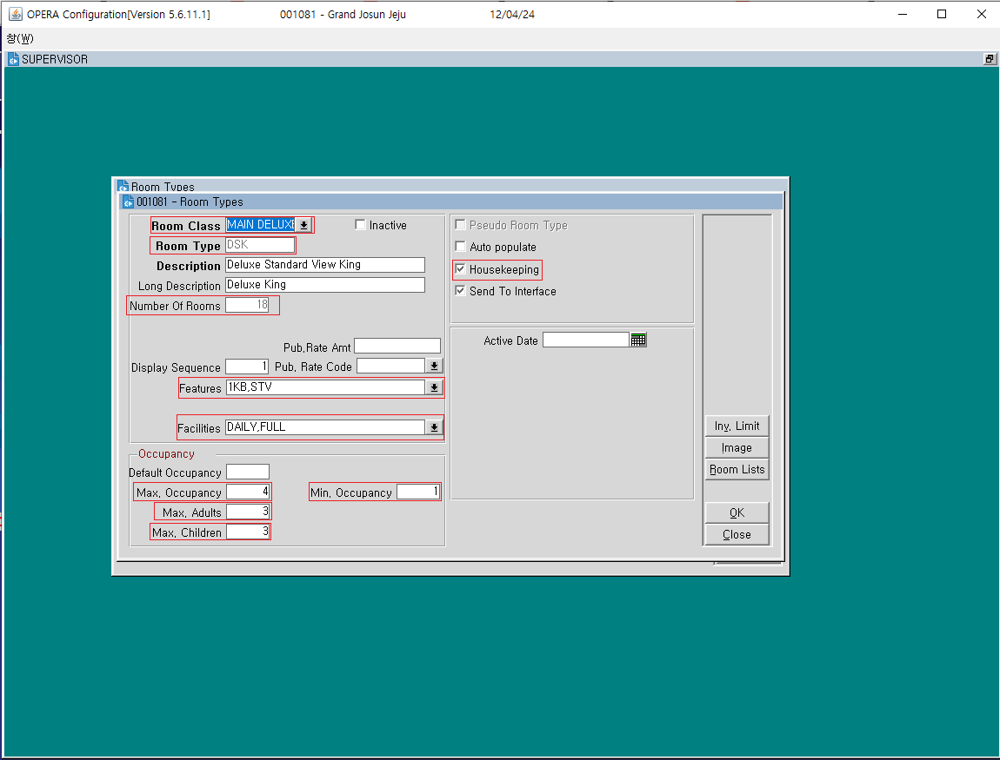 OPERA Configuration[Version 5.6.11.1] 001081 - Grand Josun Jeju 12/04/24
창(W)
SUPERVISOR
Room Types
001081 - Room Types
Room Class MAIN DELUXE Inactive
Room Type DSK
Description Deluxe Standard View King
Long Description Deluxe King
Number Of Rooms 18
Pub.Rate Amt
Display Sequence 1 Pub. Rate Code
Features 1KB,STV
Facilities DAILY,FULL
Occupancy
Default Occupancy
Max. Occupancy 4 Min. Occupancy 1
Max. Adults 3
Max. Children 3
Pseudo Room Type
Auto populate
Housekeeping
Send To Interface
Active Date
Inv. Limit
Image
Room Lists
OK
Close